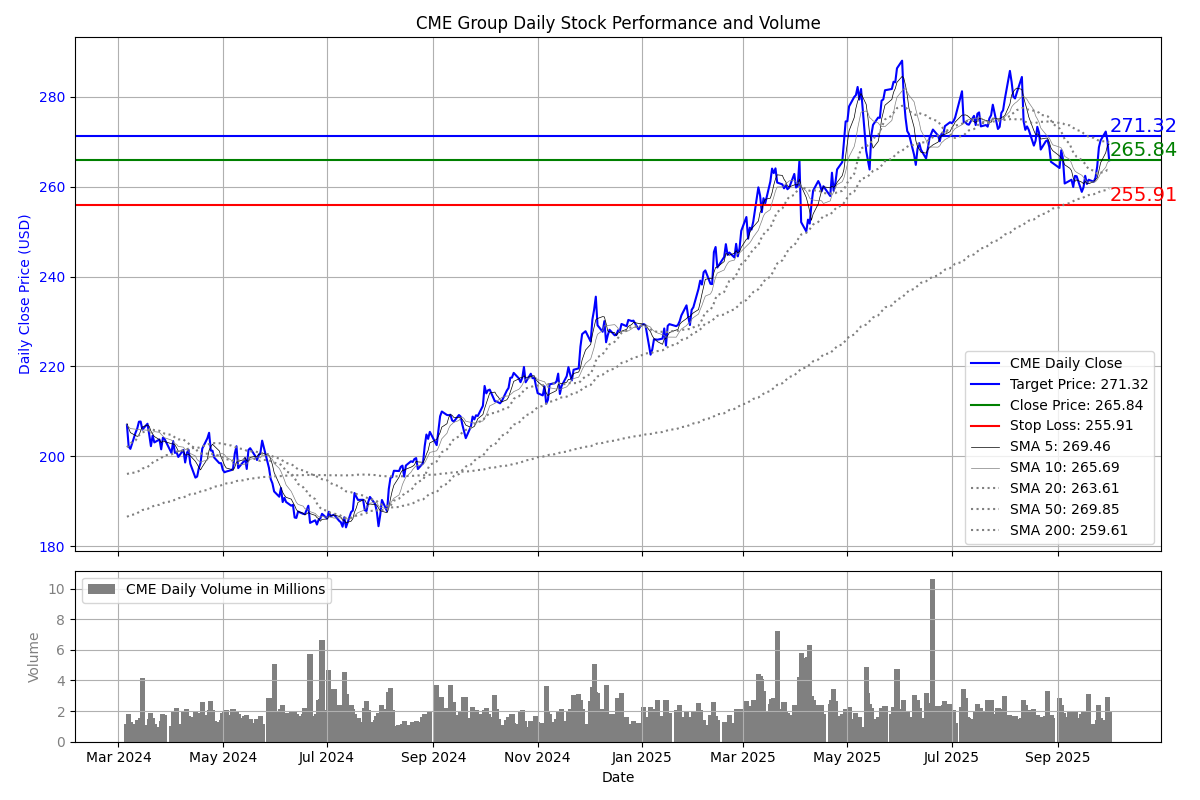 CME Group Daily Stock Performance and Volume
Daily Close Price (USD)
280
260
240
220
200
180
271.32
265.84
255.91
CME Daily Close
Target Price: 271.32
Close Price: 265.84
Stop Loss: 255.91
SMA 5: 269.46
SMA 10: 265.69
SMA 20: 263.61
SMA 50: 269.85
SMA 200: 259.61
Volume
10
8
6
4
2
0
CME Daily Volume in Millions
Mar 2024 May 2024 Jul 2024 Sep 2024 Nov 2024 Jan 2025 Mar 2025 May 2025 Jul 2025 Sep 2025
Date